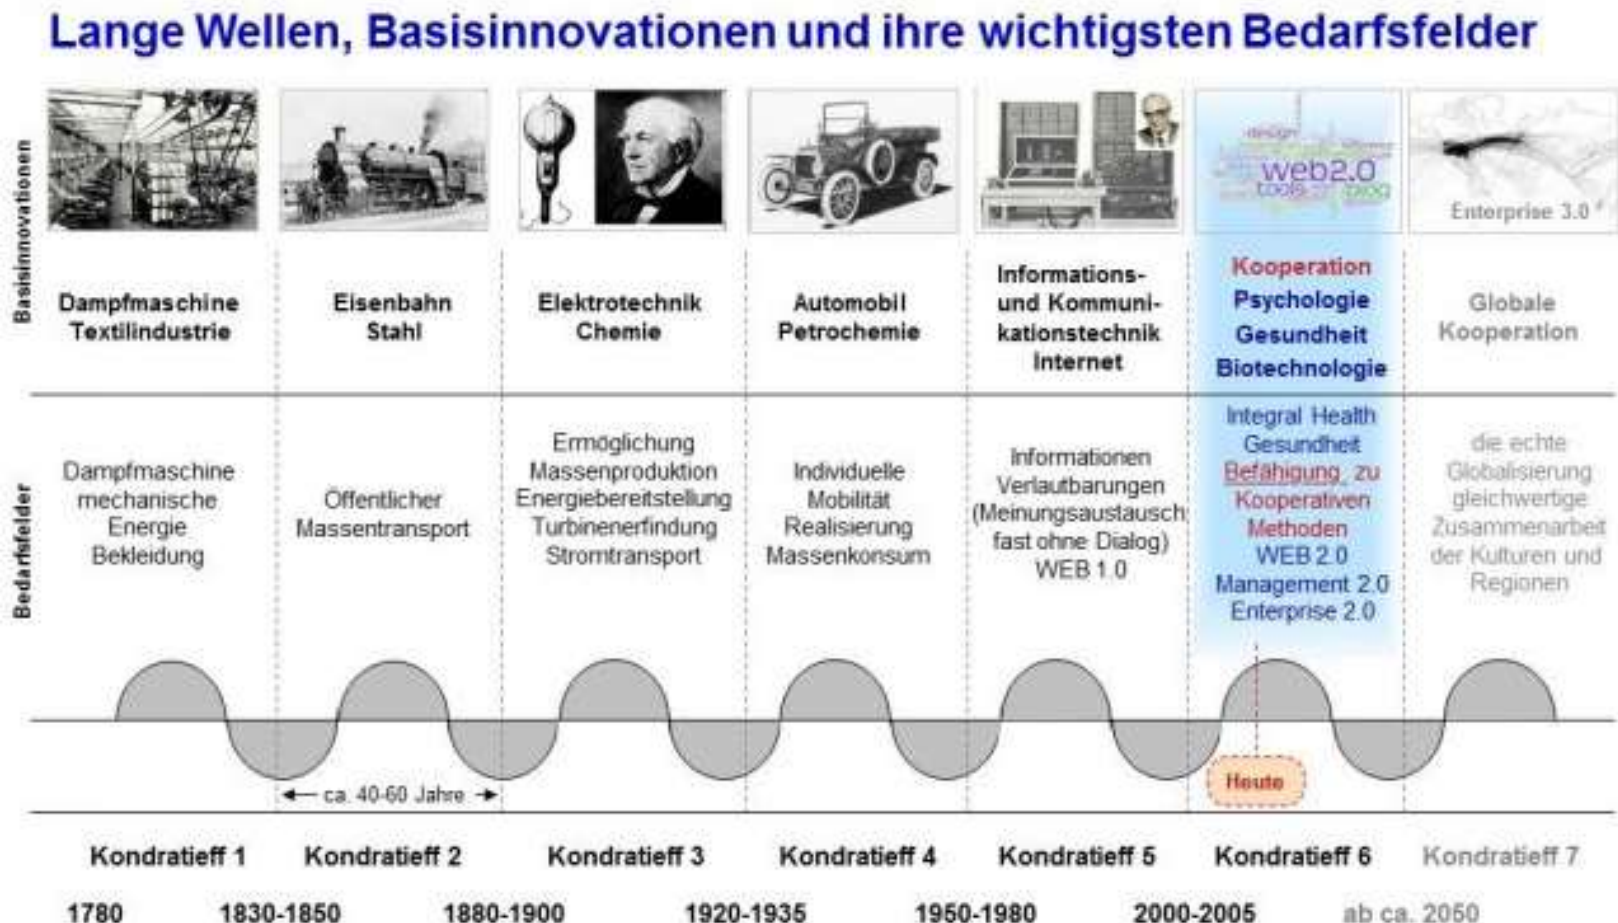 Lange Wellen, Basisinnovationen und ihre wichtigsten Bedarfsfelder
Basisinnovationen
design
web2.0
tools
blog
Enterprise 3.0
Dampfmaschine
Textilindustrie
Eisenbahn
Stahl
Elektrotechnik
Chemie
Automobil
Petrochemie
Informations-
und Kommuni-
kationstechnik
Internet
Kooperation
Psychologie
Gesundheit
Biotechnologie
Globale
Kooperation
Bedarfsfelder
Dampfmaschine
mechanische
Energie
Bekleidung
Öffentlicher
Massentransport
Ermöglichung
Massenproduktion
Energiebereitstellung
Turbinenerfindung
Stromtransport
Individuelle
Mobilität
Realisierung
Massenkonsum
Informationen
Verlautbarungen
(Meinungsaustausch
fast ohne Dialog)
WEB 1.0
Integral Health
Gesundheit
Befähigung zu
Kooperativen
Methoden
WEB 2.0
Management 2.0
Enterprise 2.0
die echte
Globalisierung
gleichwertige
Zusammenarbeit
der Kulturen und
Regionen
ca. 40-60 Jahre
Heute
Kondratieff 1
Kondratieff 2
Kondratieff 3
Kondratieff 4
Kondratieff 5
Kondratieff 6
Kondratieff 7
1780
1830-1850
1880-1900
1920-1935
1950-1980
2000-2005
ab ca. 2050